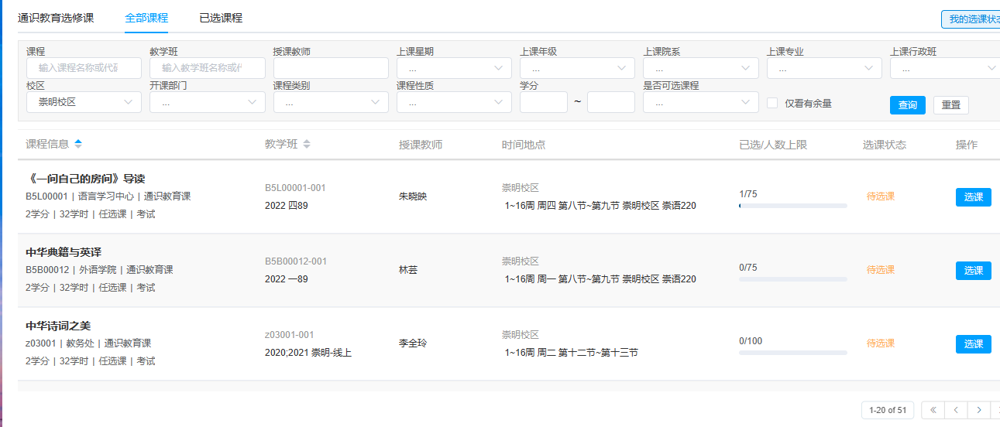 通识教育选修课 全部课程 已选课程 我的选课状态
课程 教学班 授课教师 上课星期 上课年级 上课院系 上课专业 上课行政班
输入课程名称或代码 输入教学班名称或代 ... ... ... ... ...
校区 开课部门 课程类别 课程性质 学分 是否可选课程
崇明校区 ... ... ... ~ ... 仅看有余量 查询 重置
课程信息 教学班 授课教师 时间地点 已选/人数上限 选课状态 操作
《一间自己的房间》导读
B5L00001 | 语言学习中心 | 通识教育课
2学分 | 32学时 | 任选课 | 考试
B5L00001-001
2022 四89
朱晓映
崇明校区
1~16周 周四 第八节~第九节 崇明校区 崇语220
1/75
待选课
选课
中华典籍与英译
B5B00012 | 外语学院 | 通识教育课
2学分 | 32学时 | 任选课 | 考试
B5B00012-001
2022 一89
林芸
崇明校区
1~16周 周一 第八节~第九节 崇明校区 崇语220
0/75
待选课
选课
中华诗词之美
z03001 | 教务处 | 通识教育课
2学分 | 32学时 | 任选课 | 考试
z03001-001
2020;2021 崇明-线上
李全玲
崇明校区
1~16周 周二 第十二节~第十三节
0/100
待选课
选课
1-20 of 51